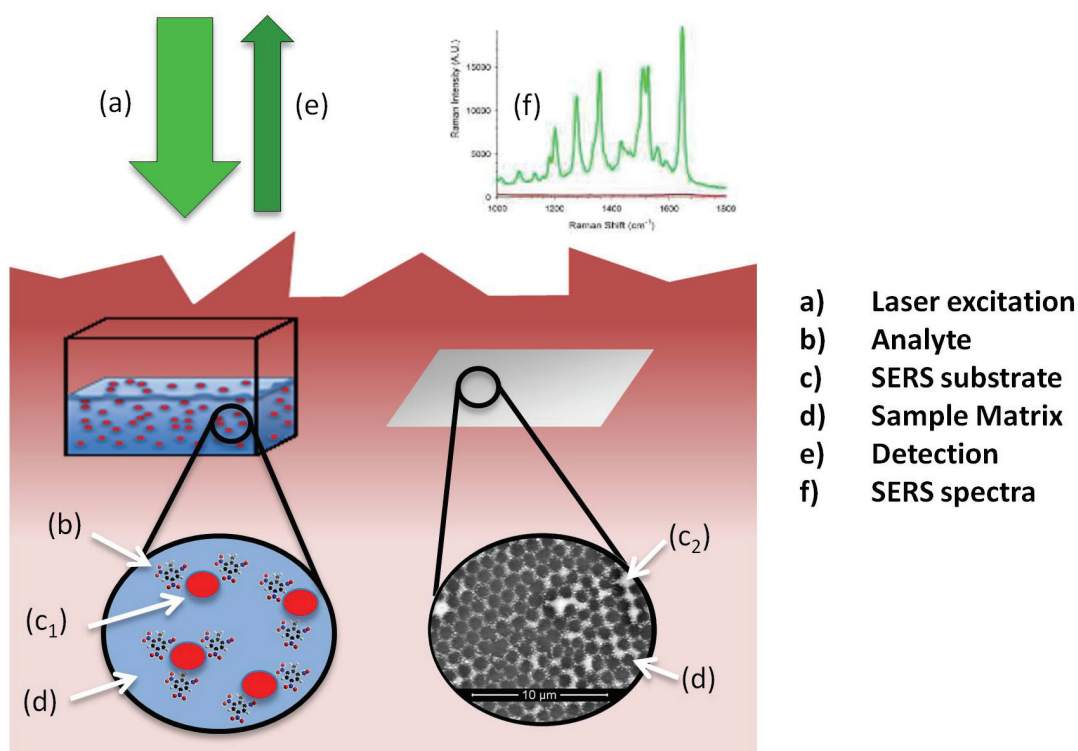 (a)
(e)
(f)
Raman Intensity (A.U.)
15000
10000
5000
0
1000 1200 1400 1600 1800
Raman Shift (cm⁻¹)
a) Laser excitation
b) Analyte
c) SERS substrate
d) Sample Matrix
e) Detection
f) SERS spectra
(b)
(c₁)
(d)
(c₂)
(d)
10 µm